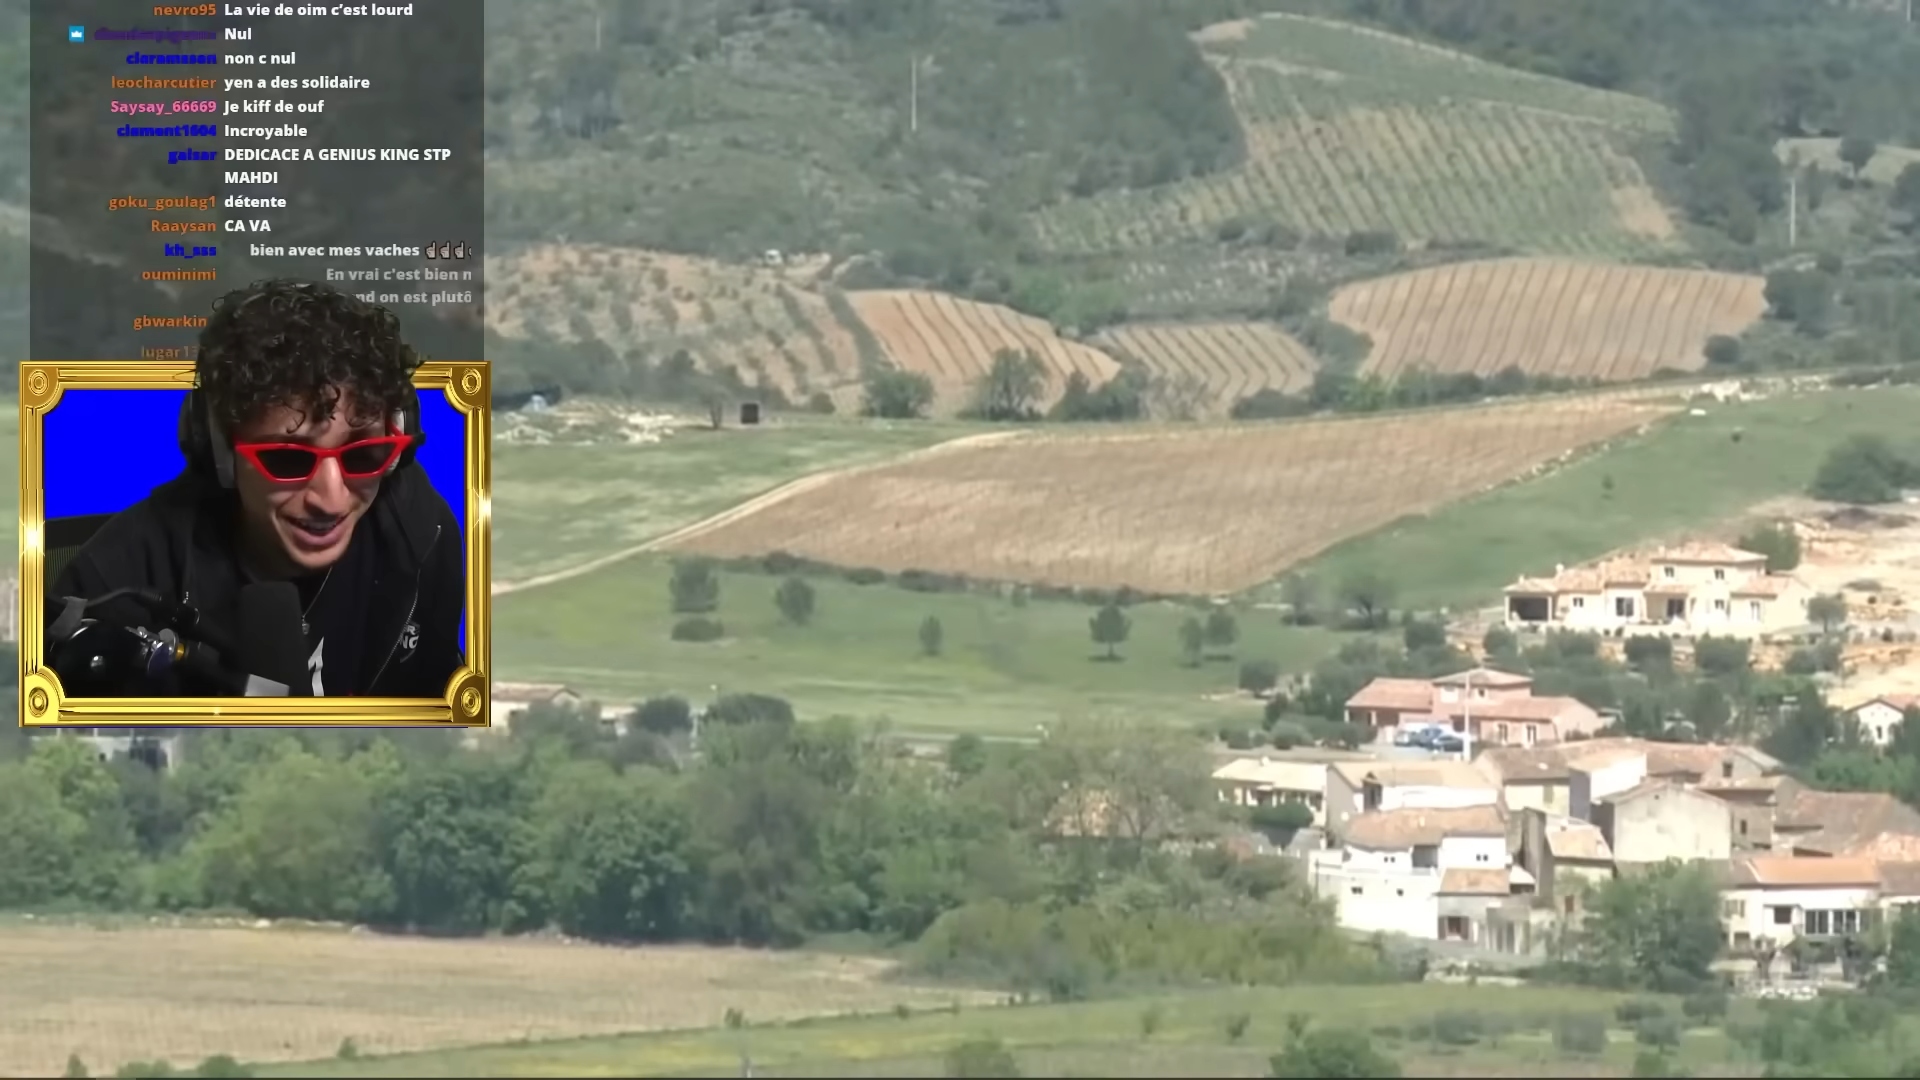 nevro95 La vie de oim c’est lourd
Nul
claramssen non c nul
leocharcutier yen a des solidaire
Saysay_66669 Je kiff de ouf
clement1604 Incroyable
gaisar DEDICACE A GENIUS KING STP
MAHDI
goku_goulag1 détente
Raaysan CA VA
kh_sss bien avec mes vaches
ouminimi En vrai c'est bien
on est
gbwarkin